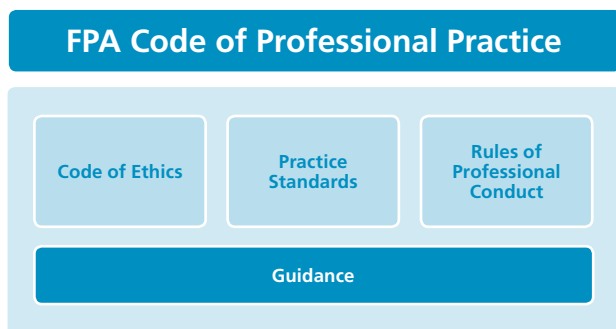 FPA Code of Professional Practice
Code of Ethics
Practice
Standards
Rules of
Professional
Conduct
Guidance